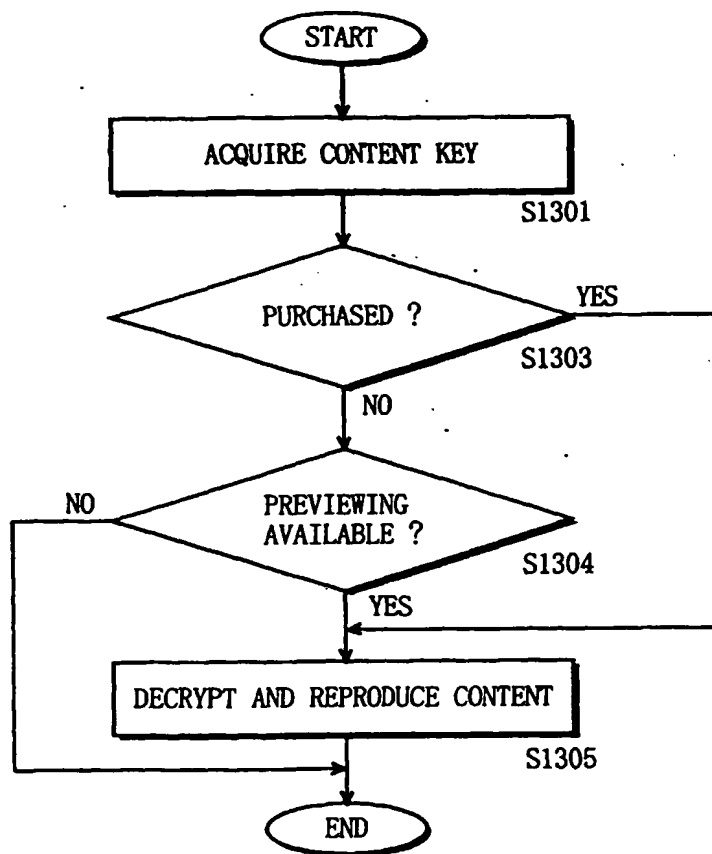 START
ACQUIRE CONTENT KEY
S1301
PURCHASED ?
YES
S1303
NO
NO
PREVIEWING
AVAILABLE ?
S1304
YES
DECRYPT AND REPRODUCE CONTENT
S1305
END